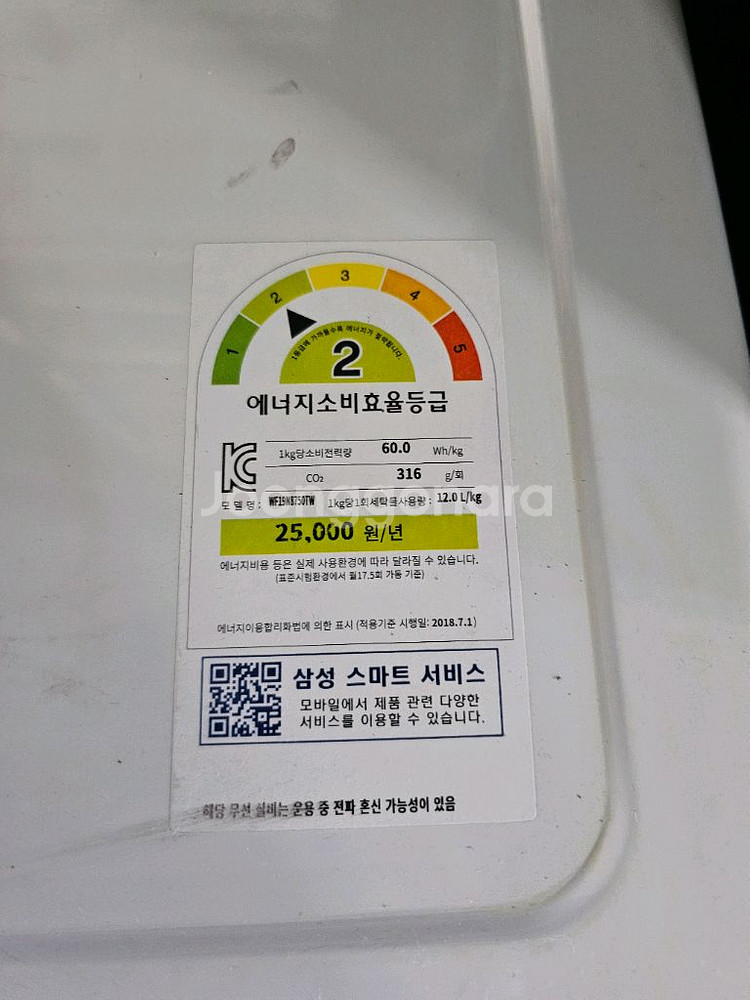 1 2 3 4 5
1등급에 가까울수록 에너지가 절약됩니다.
2
에너지소비효율등급
1kg당소비전력량 60.0 Wh/kg
CO₂ 316 g/회
모델명 : WF19N8750TW 1kg당1회세탁물사용량 : 12.0 L/kg
Joonggonara
25,000 원/년
에너지비용 등은 실제 사용환경에 따라 달라질 수 있습니다.
(표준시험환경에서 월17.5회 가동 기준)
에너지이용합리화법에 의한 표시 (적용기준 시행일: 2018.7.1)
삼성 스마트 서비스
모바일에서 제품 관련 다양한
서비스를 이용할 수 있습니다.
해당 무선 설비는 운용 중 전파 혼신 가능성이 있음